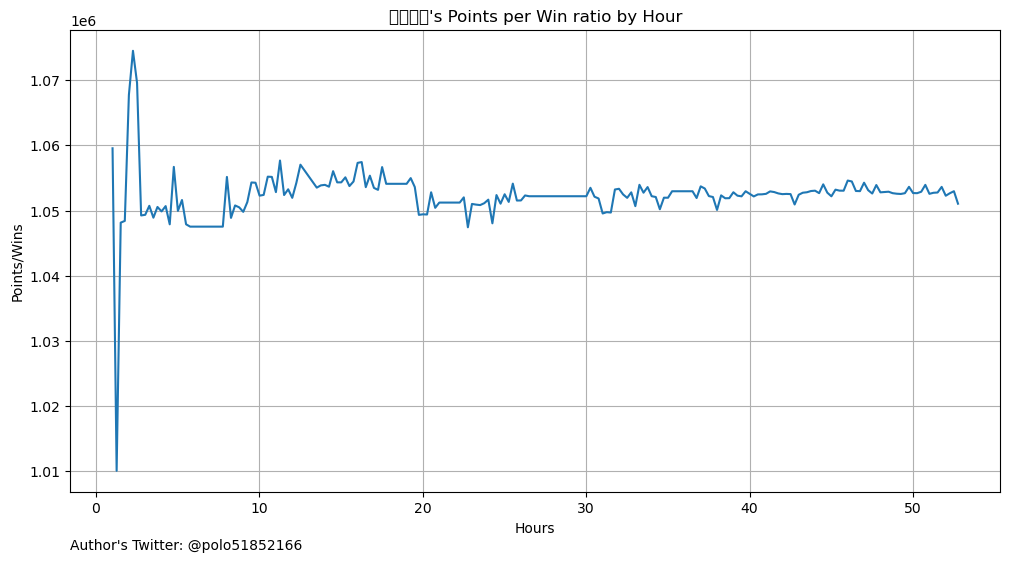 1e6
's Points per Win ratio by Hour
1.07
1.06
1.05
1.04
1.03
1.02
1.01
Points/Wins
0 10 20 30 40 50
Hours
Author's Twitter: @polo51852166